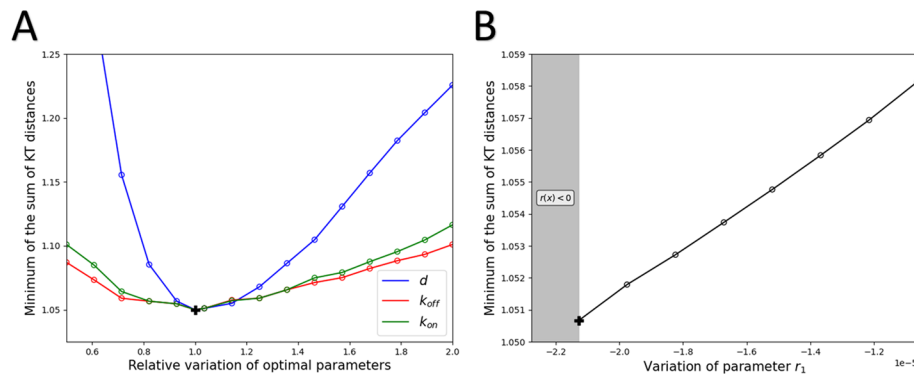 A
B
1.25
1.20
1.15
1.10
1.05
Minimum of the sum of KT distances
0.6 0.8 1.0 1.2 1.4 1.6 1.8 2.0
Relative variation of optimal parameters
d
k_off
k_on
1.059
1.058
1.057
1.056
1.055
1.054
1.053
1.052
1.051
1.050
Minimum of the sum of KT distances
r(x) < 0
−2.2 −2.0 −1.8 −1.6 −1.4 −1.2
1e−5
Variation of parameter r₁